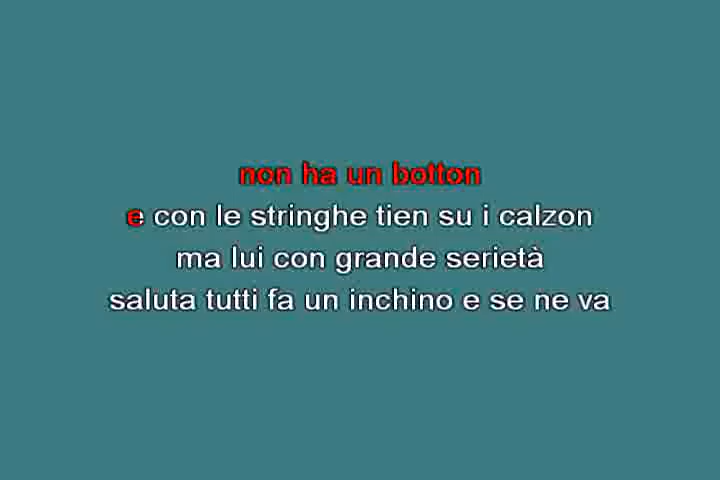 non ha un botton
e con le stringhe tien su i calzon
ma lui con grande serietà
saluta tutti fa un inchino e se ne va